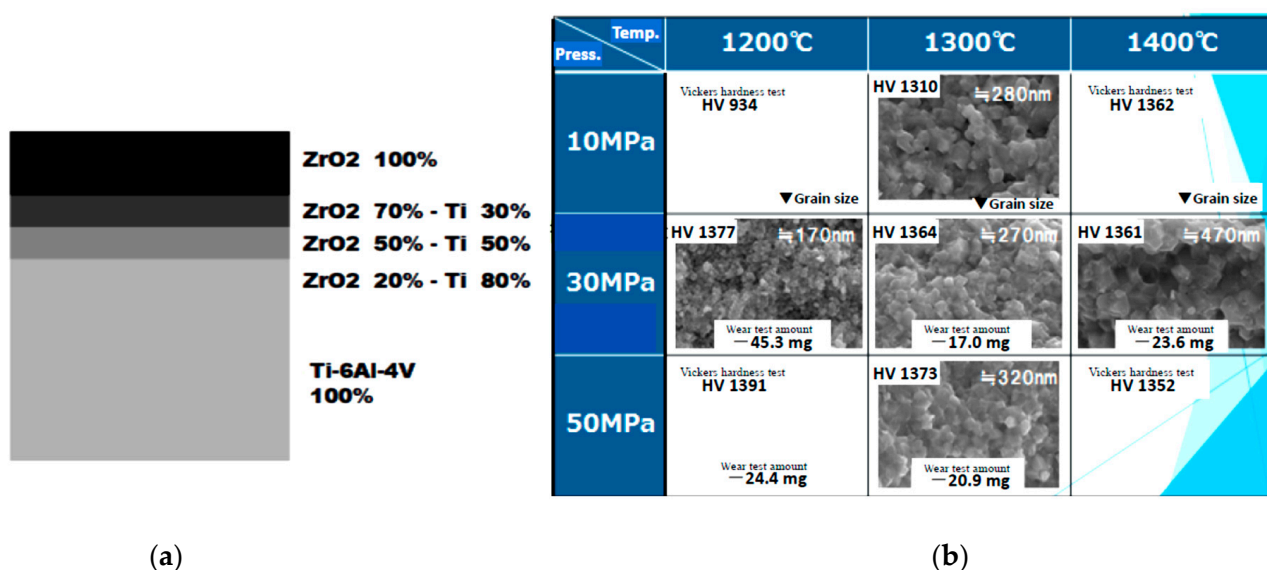 ZrO2 100%
ZrO2 70% - Ti 30%
ZrO2 50% - Ti 50%
ZrO2 20% - Ti 80%
Ti-6Al-4V
100%
(a)
Temp.
Press.
1200℃
1300℃
1400℃
10MPa
Vickers hardness test
HV 934
▼Grain size
HV 1310
≒280nm
▼Grain size
Vickers hardness test
HV 1362
▼Grain size
30MPa
HV 1377
≒170nm
Wear test amount
—45.3 mg
HV 1364
≒270nm
Wear test amount
—17.0 mg
HV 1361
≒470nm
Wear test amount
—23.6 mg
50MPa
Vickers hardness test
HV 1391
Wear test amount
—24.4 mg
HV 1373
≒320nm
Wear test amount
—20.9 mg
Vickers hardness test
HV 1352
(b)